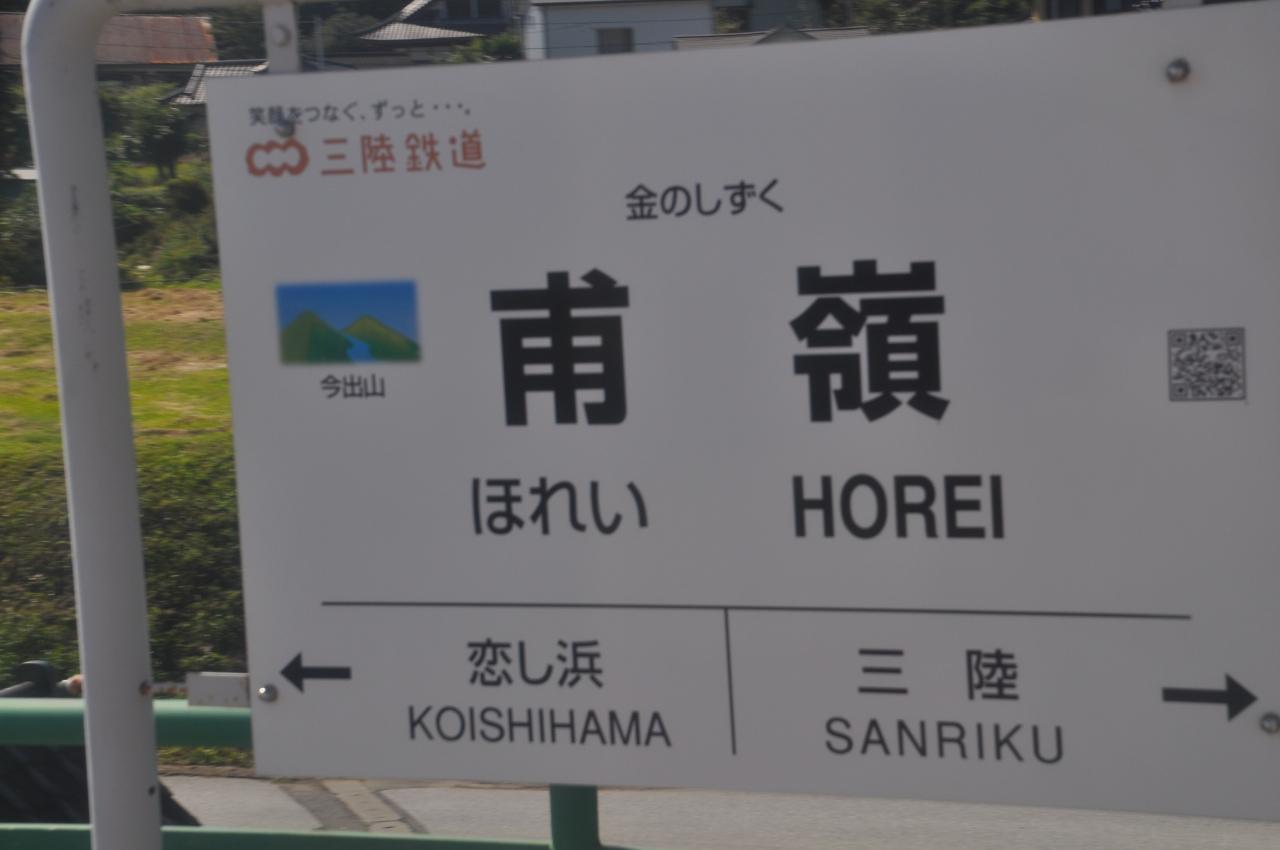 笑顔をつなぐ、ずっと・・・。
三陸鉄道
金のしずく
今出山
甫 嶺
ほれい HOREI
← 恋し浜 三 陸 →
KOISHIHAMA SANRIKU